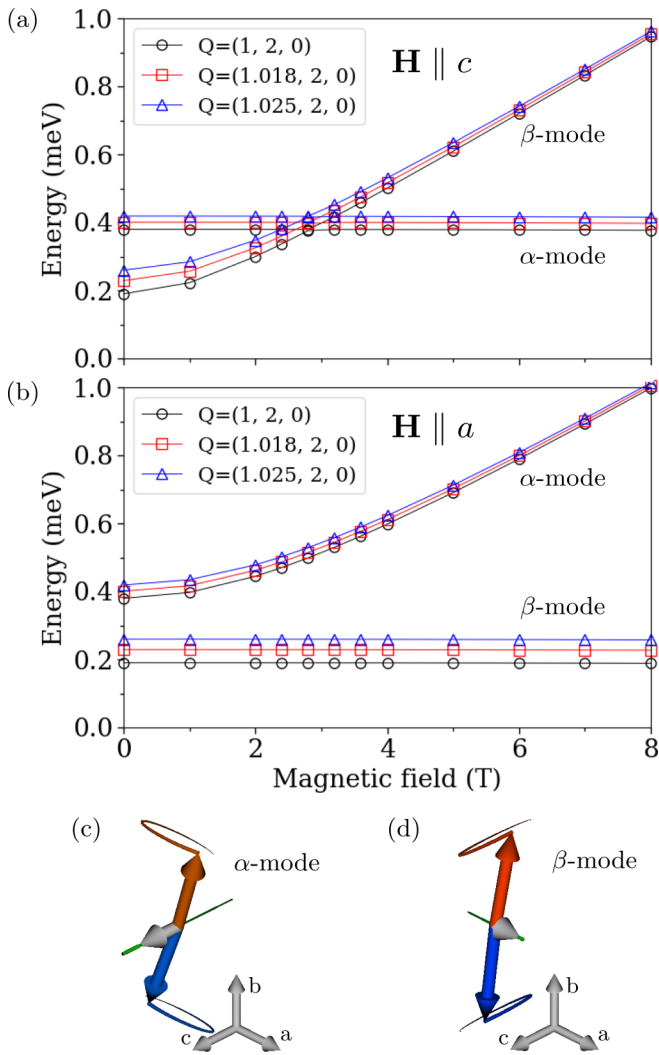 (a)
Q=(1, 2, 0)
Q=(1.018, 2, 0)
Q=(1.025, 2, 0)
H ∥ c
β-mode
α-mode
Energy (meV)
1.0
0.8
0.6
0.4
0.2
0.0
(b)
Q=(1, 2, 0)
Q=(1.018, 2, 0)
Q=(1.025, 2, 0)
H ∥ a
α-mode
β-mode
Energy (meV)
1.0
0.8
0.6
0.4
0.2
0.0
0 2 4 6 8
Magnetic field (T)
(c)
α-mode
b
c
a
(d)
β-mode
b
c
a